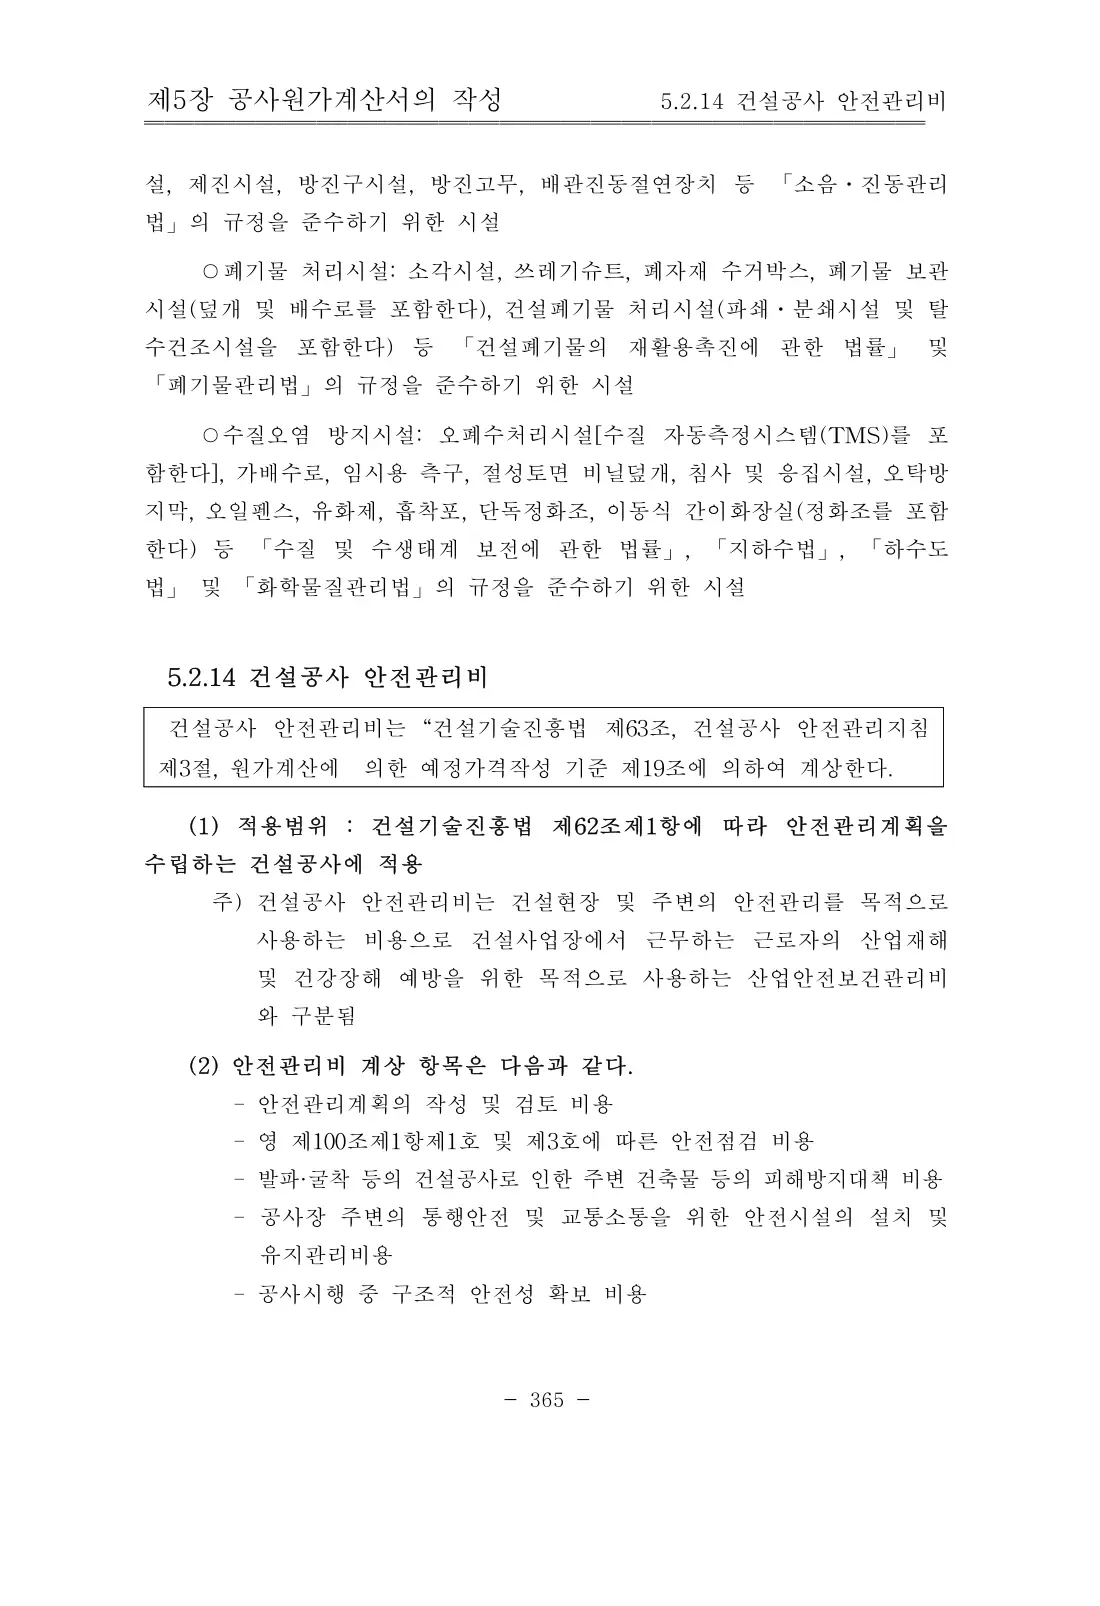 제5장 공사원가계산서의 작성 5.2.14 건설공사 안전관리비
설, 제진시설, 방진구시설, 방진고무, 배관진동절연장치 등 「소음·진동관리
법」의 규정을 준수하기 위한 시설
○폐기물 처리시설: 소각시설, 쓰레기슈트, 폐자재 수거박스, 폐기물 보관
시설(덮개 및 배수로를 포함한다), 건설폐기물 처리시설(파쇄·분쇄시설 및 탈
수건조시설을 포함한다) 등 「건설폐기물의 재활용촉진에 관한 법률」 및
「폐기물관리법」의 규정을 준수하기 위한 시설
○수질오염 방지시설: 오폐수처리시설[수질 자동측정시스템(TMS)를 포
함한다], 가배수로, 임시용 측구, 절성토면 비닐덮개, 침사 및 응집시설, 오탁방
지막, 오일펜스, 유화제, 흡착포, 단독정화조, 이동식 간이화장실(정화조를 포함
한다) 등 「수질 및 수생태계 보전에 관한 법률」, 「지하수법」, 「하수도
법」 및 「화학물질관리법」의 규정을 준수하기 위한 시설
5.2.14 건설공사 안전관리비
건설공사 안전관리비는 “건설기술진흥법 제63조, 건설공사 안전관리지침
제3절, 원가계산에 의한 예정가격작성 기준 제19조에 의하여 계상한다.
(1) 적용범위 : 건설기술진흥법 제62조제1항에 따라 안전관리계획을
수립하는 건설공사에 적용
주) 건설공사 안전관리비는 건설현장 및 주변의 안전관리를 목적으로
사용하는 비용으로 건설사업장에서 근무하는 근로자의 산업재해
및 건강장해 예방을 위한 목적으로 사용하는 산업안전보건관리비
와 구분됨
(2) 안전관리비 계상 항목은 다음과 같다.
- 안전관리계획의 작성 및 검토 비용
- 영 제100조제1항제1호 및 제3호에 따른 안전점검 비용
- 발파·굴착 등의 건설공사로 인한 주변 건축물 등의 피해방지대책 비용
- 공사장 주변의 통행안전 및 교통소통을 위한 안전시설의 설치 및
유지관리비용
- 공사시행 중 구조적 안전성 확보 비용
- 365 -